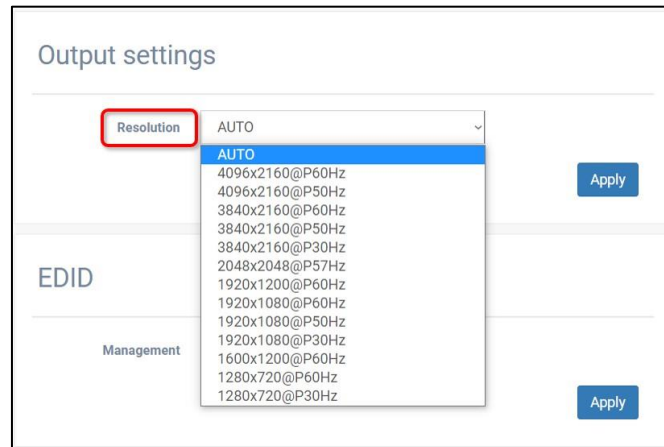 Output settings
Resolution AUTO
AUTO
4096x2160@P60Hz
4096x2160@P50Hz
3840x2160@P60Hz
3840x2160@P50Hz
3840x2160@P30Hz
2048x2048@P57Hz
1920x1200@P60Hz
1920x1080@P60Hz
1920x1080@P50Hz
1920x1080@P30Hz
1600x1200@P60Hz
1280x720@P60Hz
1280x720@P30Hz
Apply
EDID
Management
Apply